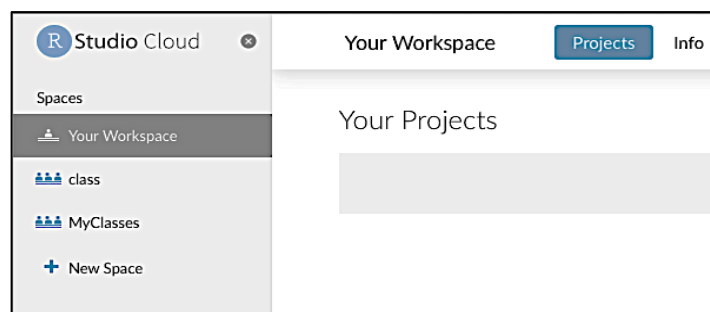 R Studio Cloud
Your Workspace
Projects
Info
Spaces
Your Workspace
class
MyClasses
New Space
Your Projects